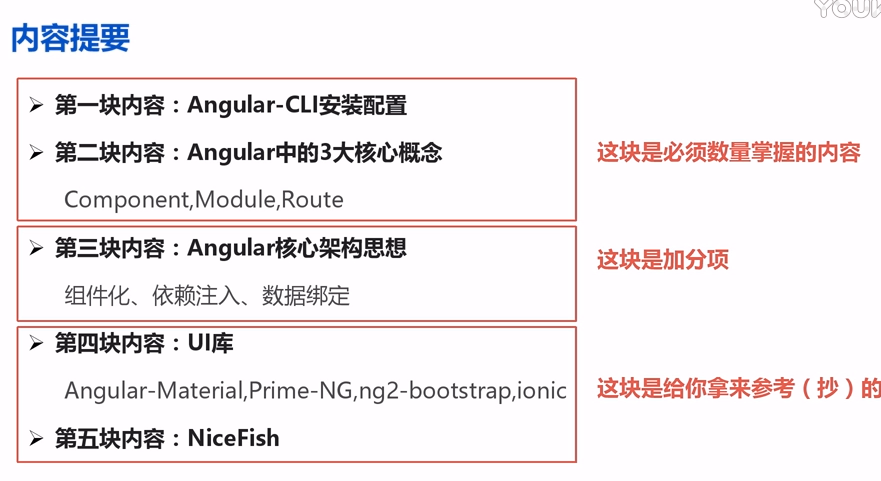 内容提要
➢ 第一块内容：Angular-CLI安装配置
➢ 第二块内容：Angular中的3大核心概念
Component,Module,Route
这块是必须数量掌握的内容
➢ 第三块内容：Angular核心架构思想
组件化、依赖注入、数据绑定
这块是加分项
➢ 第四块内容：UI库
Angular-Material,Prime-NG,ng2-bootstrap,ionic
➢ 第五块内容：NiceFish
这块是给你拿来参考（抄）的